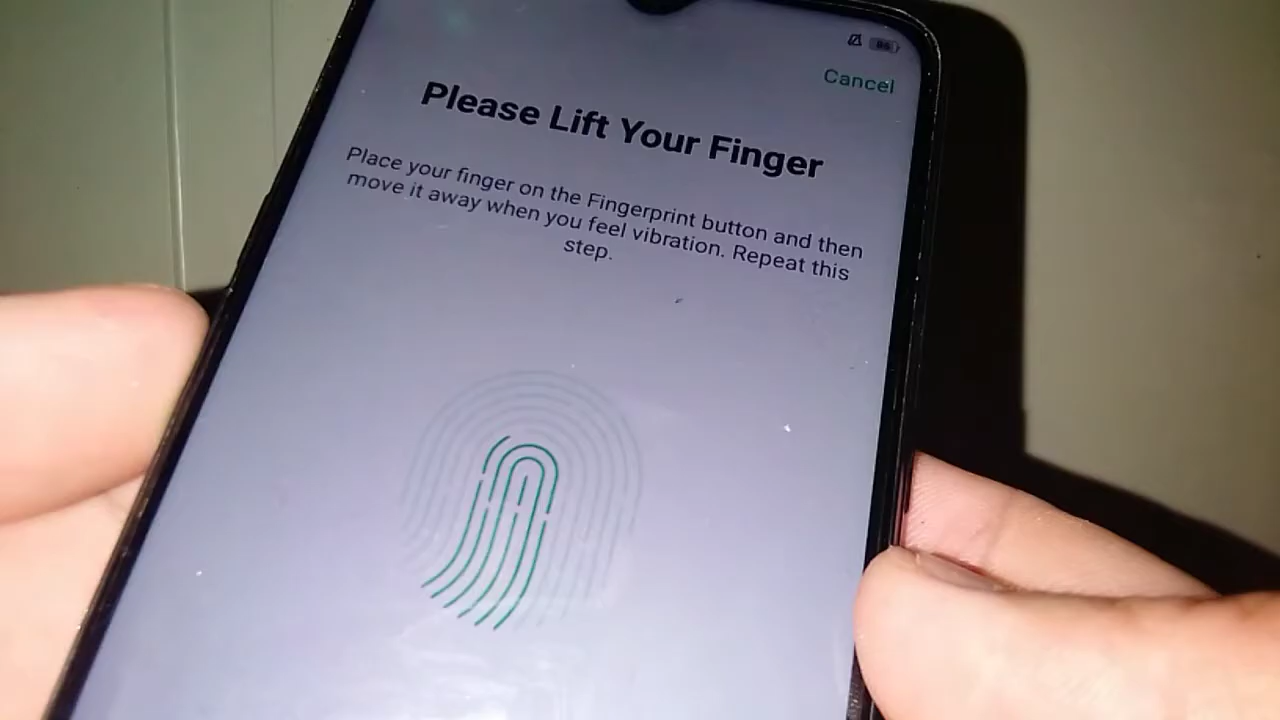 Cancel
Please Lift Your Finger
Place your finger on the Fingerprint button and then
move it away when you feel vibration. Repeat this
step.